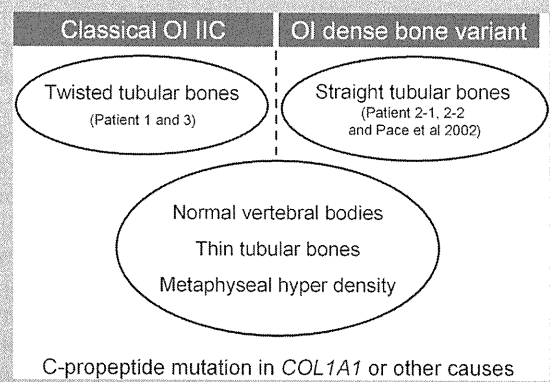 Classical OI IIC
OI dense bone variant
Twisted tubular bones
(Patient 1 and 3)
Straight tubular bones
(Patient 2-1, 2-2
and Pace et al 2002)
Normal vertebral bodies
Thin tubular bones
Metaphyseal hyper density
C-propeptide mutation in COL1A1 or other causes